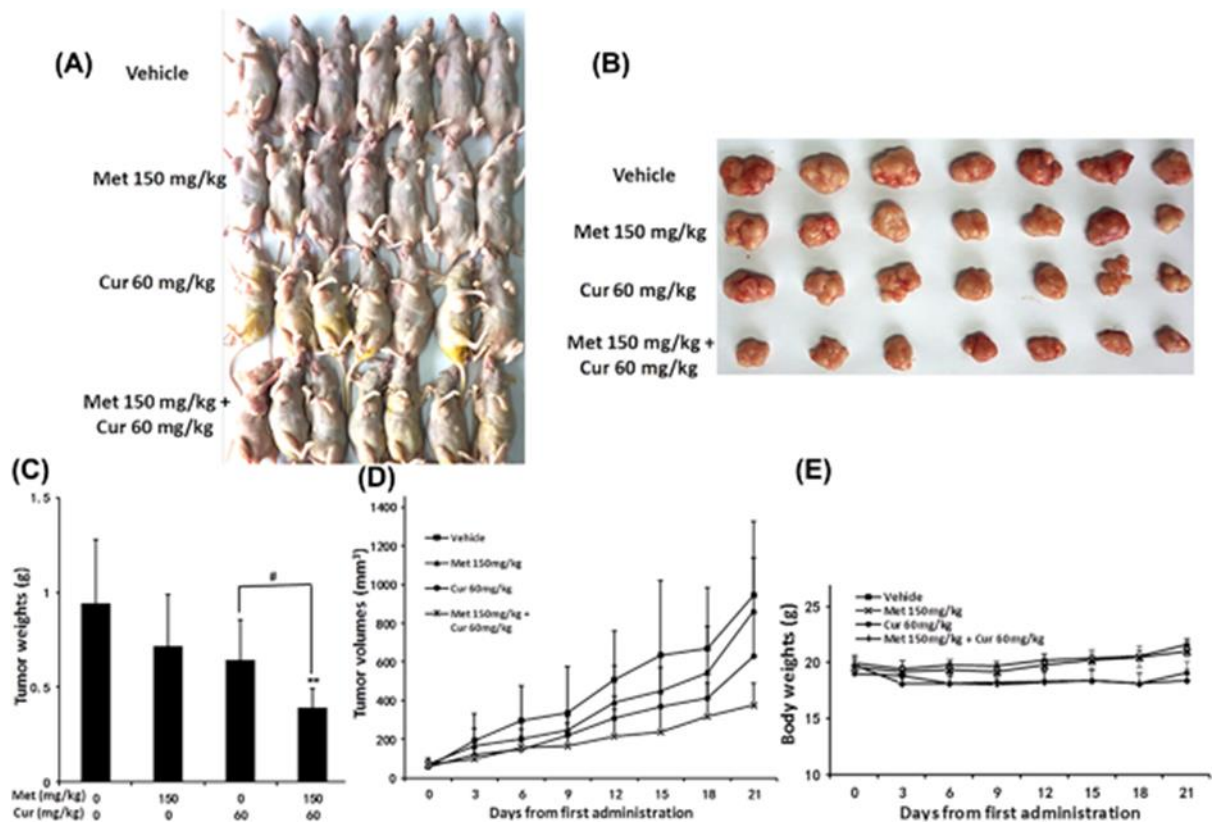 (A)
Vehicle
Met 150 mg/kg
Cur 60 mg/kg
Met 150 mg/kg +
Cur 60 mg/kg
(B)
Vehicle
Met 150 mg/kg
Cur 60 mg/kg
Met 150 mg/kg +
Cur 60 mg/kg
(C)
Tumor weights (g)
1.5
1
0.5
0
#
**
Met (mg/kg) 0 150 0 150
Cur (mg/kg) 0 0 60 60
(D)
Tumor volumes (mm³)
1400
1200
1000
800
600
400
200
0
Vehicle
Met 150mg/kg
Cur 60mg/kg
Met 150mg/kg +
Cur 60mg/kg
0 3 6 9 12 15 18 21
Days from first administration
(E)
Body weights (g)
25
20
15
10
Vehicle
Met 150mg/kg
Cur 60mg/kg
Met 150mg/kg + Cur 60mg/kg
0 3 6 9 12 15 18 21
Days from first administration